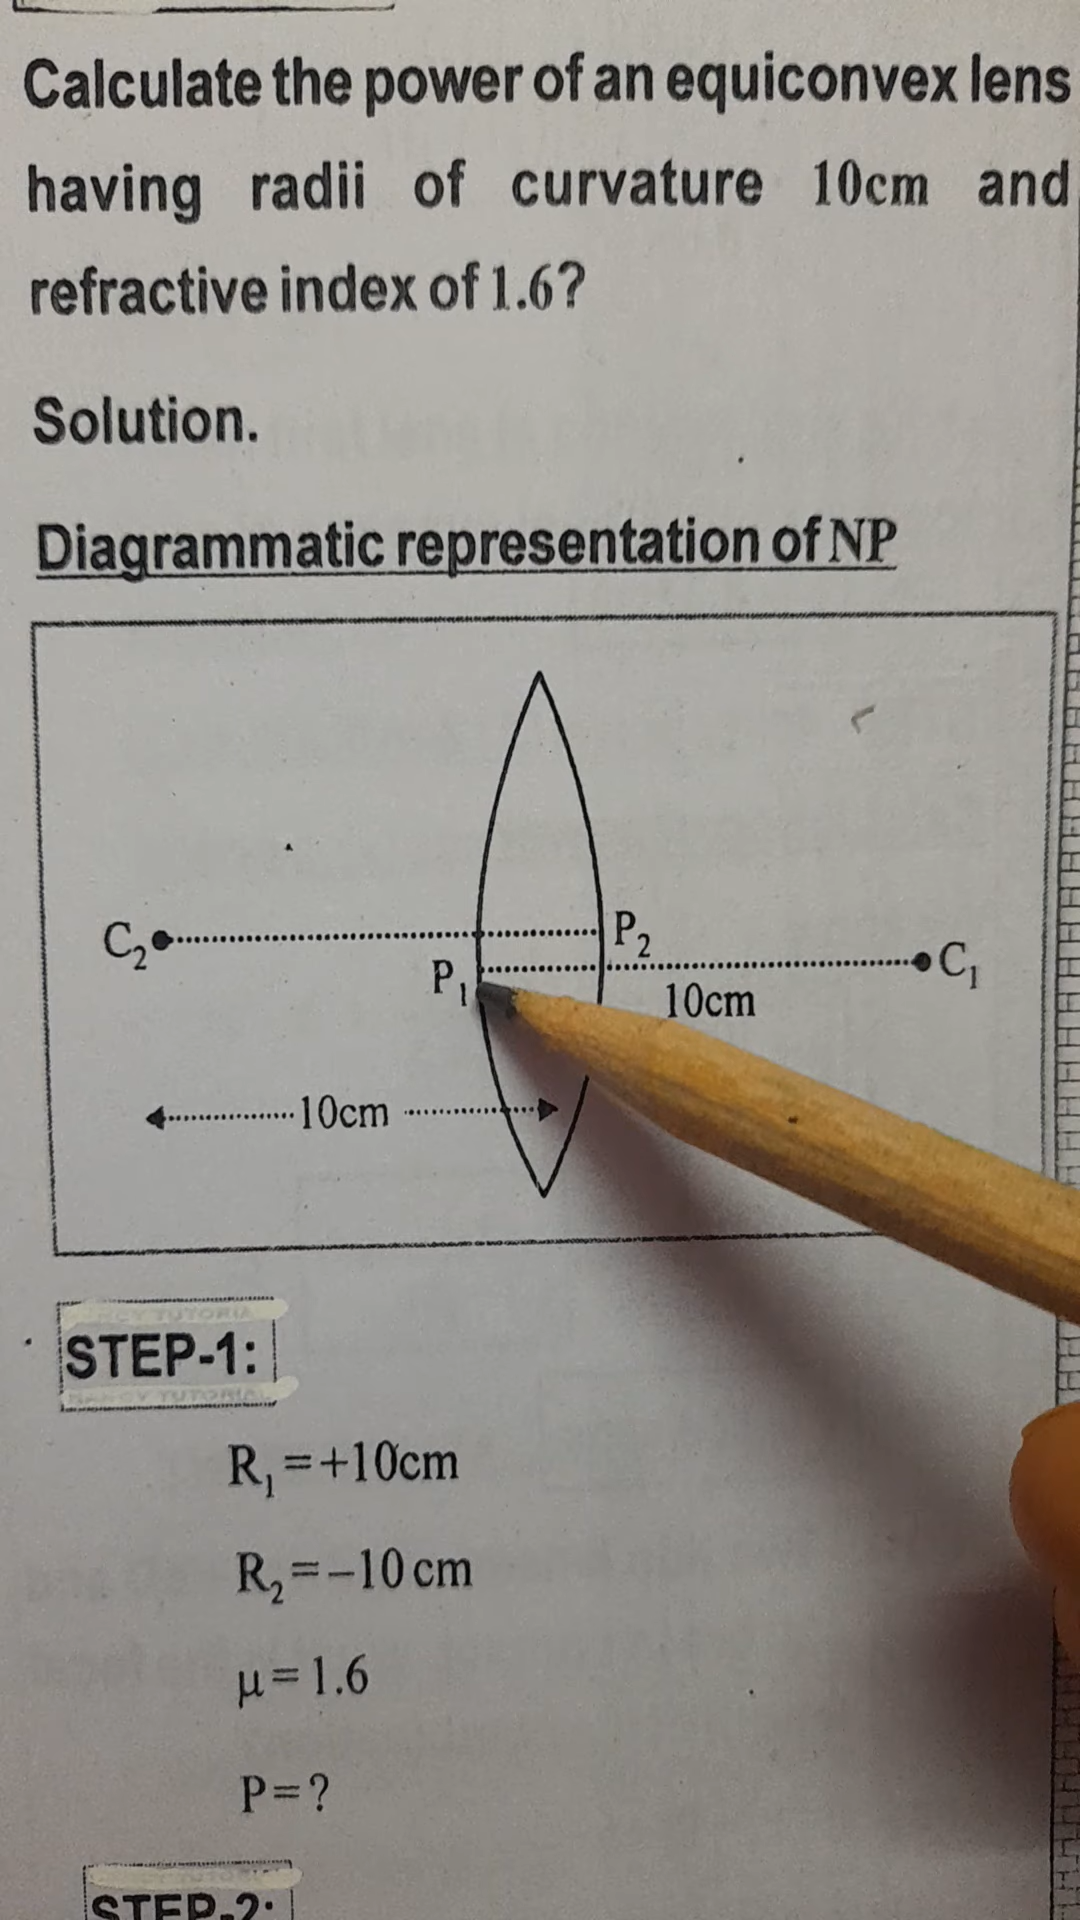 Calculate the power of an equiconvex lens
having radii of curvature 10cm and
refractive index of 1.6?
Solution.
Diagrammatic representation of NP
C₂
P₂
P₁
C₁
10cm
10cm
STEP-1:
R₁=+10cm
R₂=−10 cm
μ=1.6
P=?
STEP-2: